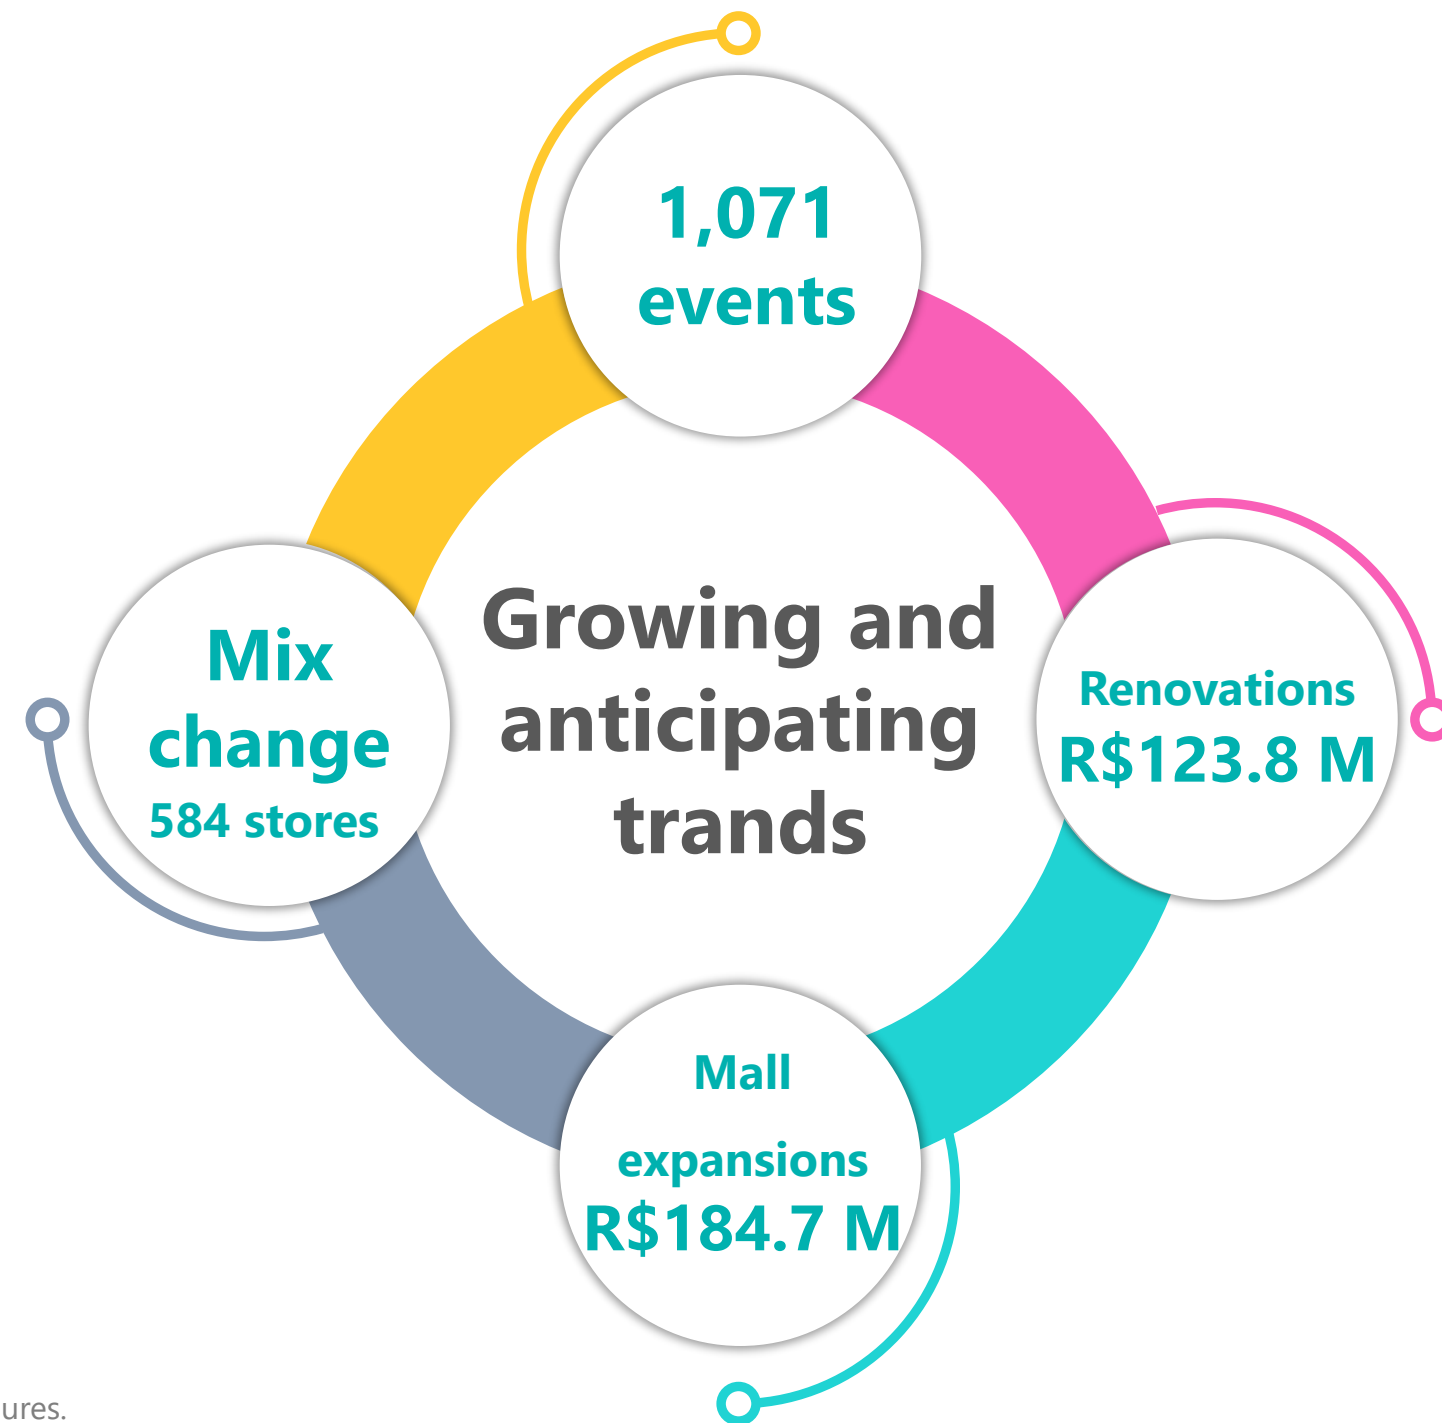 1,071
events
Growing and
anticipating
trands
Mix
change
584 stores
Renovations
R$123.8 M
Mall
expansions
R$184.7 M
ures.